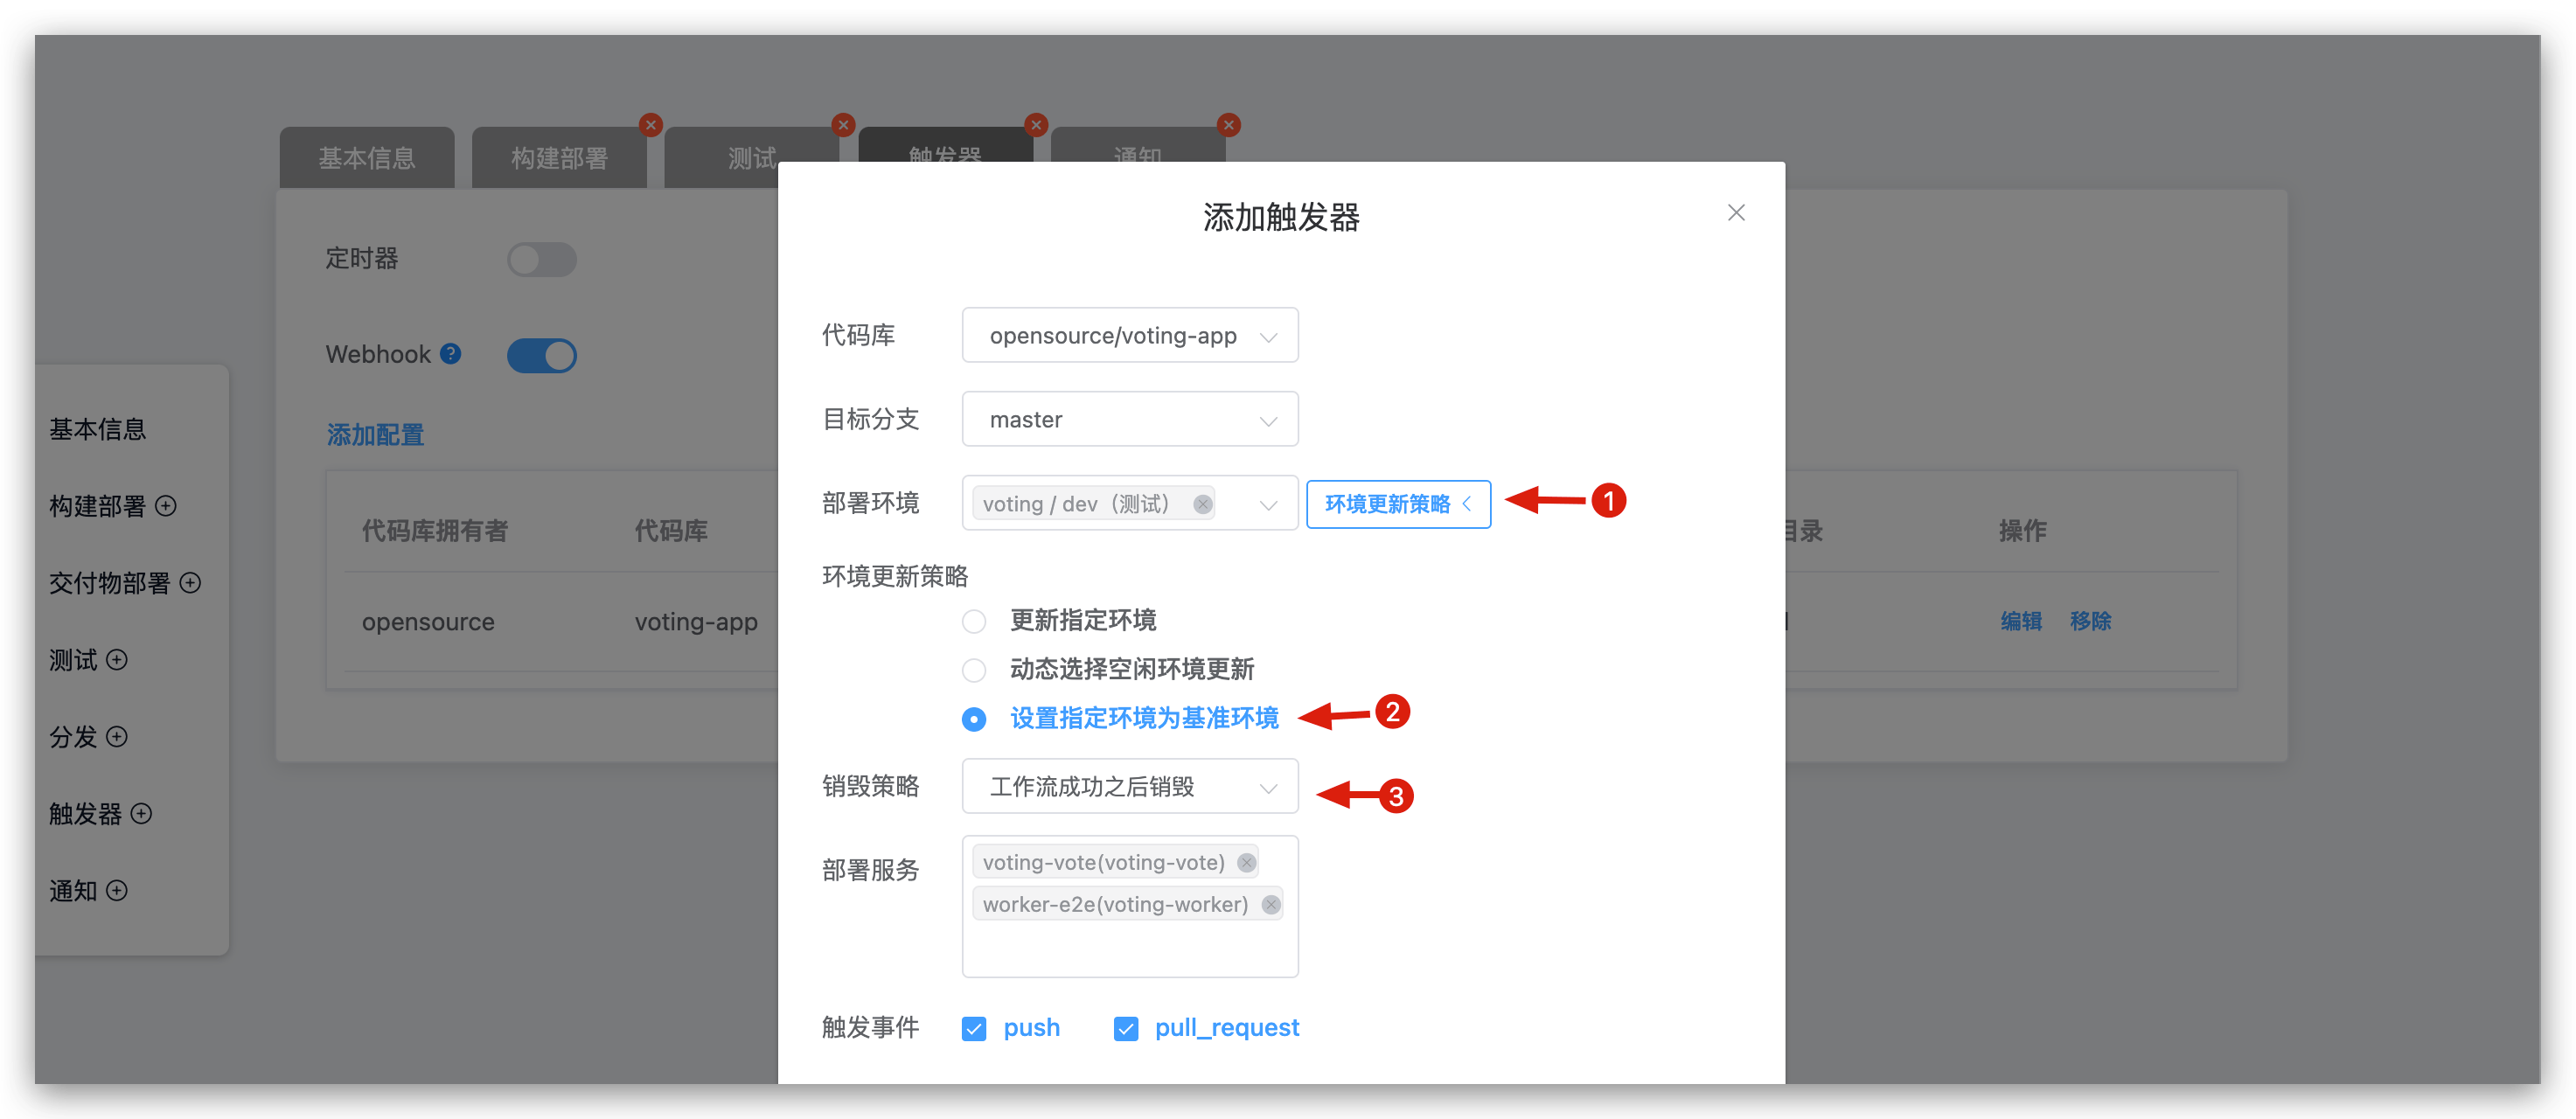 基本信息
构建部署
测试
触发器
通知
添加触发器
定时器
Webhook ?
添加配置
代码库拥有者
代码库
目录
操作
opensource
voting-app
编辑
移除
基本信息
构建部署
交付物部署
测试
分发
触发器
通知
代码库
opensource/voting-app
目标分支
master
部署环境
voting / dev（测试）
环境更新策略
1
环境更新策略
更新指定环境
动态选择空闲环境更新
设置指定环境为基准环境
2
销毁策略
工作流成功之后销毁
3
部署服务
voting-vote(voting-vote)
worker-e2e(voting-worker)
触发事件
push
pull_request